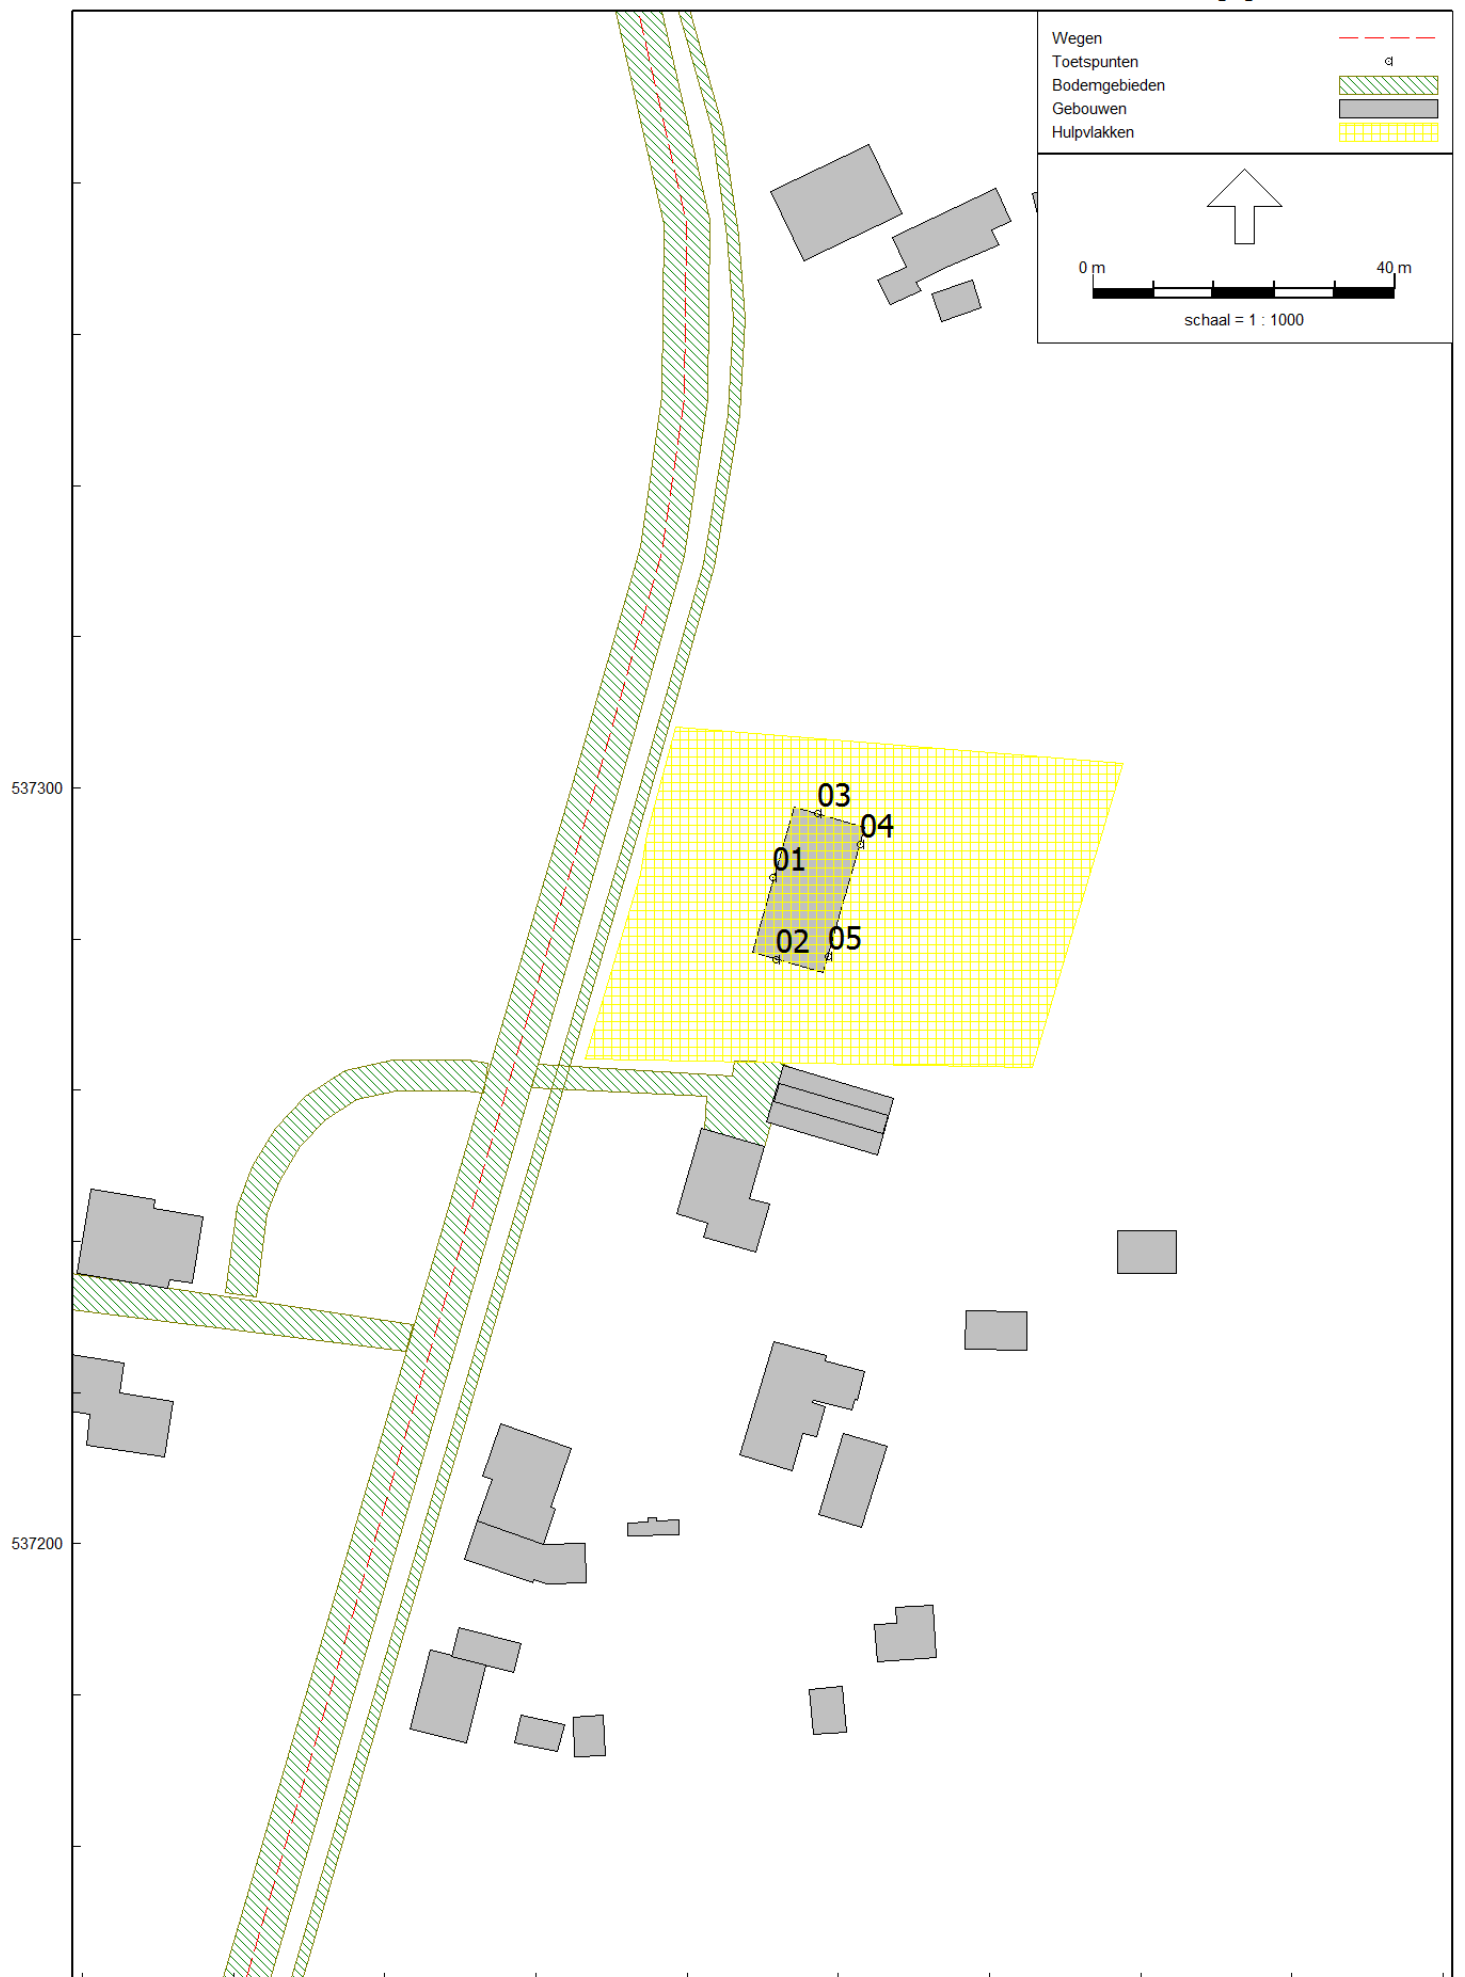 Wegen
Toetspunten
Bodemgebieden
Gebouwen
Hulpvlakken
0 m 40 m
schaal = 1 : 1000
537300
03
04
01
02
05
537200